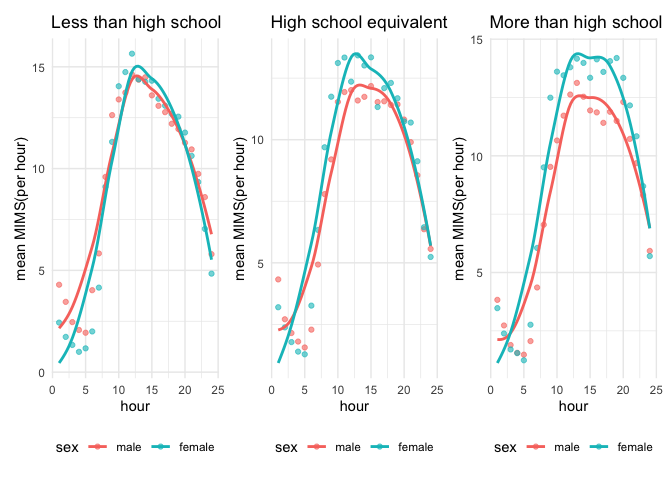 Less than high school
High school equivalent
More than high school
mean MIMS(per hour)
15
10
5
0
0 5 10 15 20 25
hour
mean MIMS(per hour)
10
5
0 5 10 15 20 25
hour
mean MIMS(per hour)
15
10
5
0 5 10 15 20 25
hour
sex male female
sex male female
sex male female